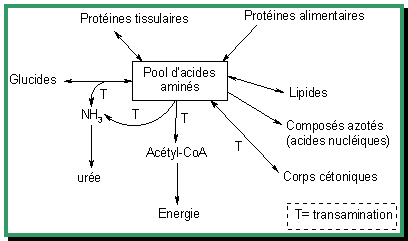 Protéines tissulaires
Protéines alimentaires
Glucides
Pool d'acides
aminés
T
NH3
T
T
Lipides
Composés azotés
(acides nucléiques)
T
Acétyl-CoA
urée
Corps cétoniques
Energie
T= transamination